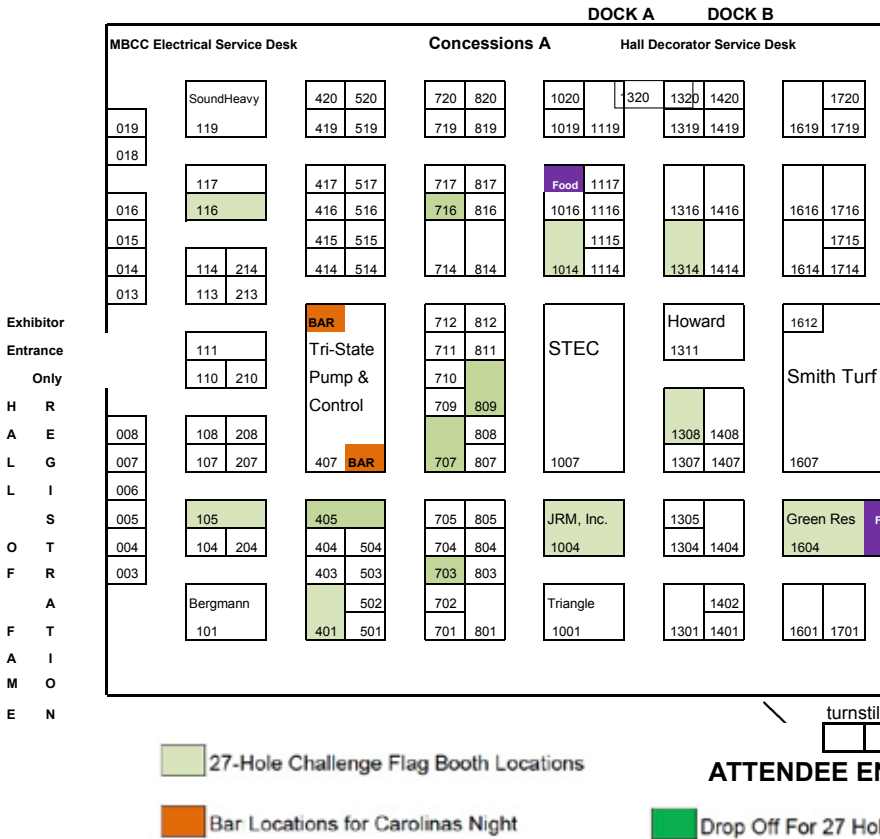 DOCK A DOCK B
MBCC Electrical Service Desk Concessions A Hall Decorator Service Desk
SoundHeavy 420 520 720 820 1020 1320 1320 1420 1720
019 119 419 519 719 819 1019 1119 1319 1419 1619 1719
018
117 417 517 717 817 Food 1117
016 116 416 516 716 816 1016 1116 1316 1416 1616 1716
015 415 515 1115 1715
014 114 214 414 514 714 814 1014 1114 1314 1414 1614 1714
013 113 213
Exhibitor BAR 712 812 Howard 1612
Entrance 111 Tri-State 711 811 STEC 1311
Only 110 210 Pump & 710 Smith Turf
H R Control 709 809
A E 008 108 208 808 1308 1408
L G 007 107 207 407 BAR 707 807 1007 1307 1407 1607
L I 006
S 005 105 405 705 805 JRM, Inc. 1305 Green Res F
O T 004 104 204 404 504 704 804 1004 1304 1404 1604
F R 003 403 503 703 803
A Bergmann 502 702 Triangle 1402
F T 101 401 501 701 801 1001 1301 1401 1601 1701
A I
M O
E N turnstil
27-Hole Challenge Flag Booth Locations ATTENDEE EN
Bar Locations for Carolinas Night Drop Off For 27 Hol